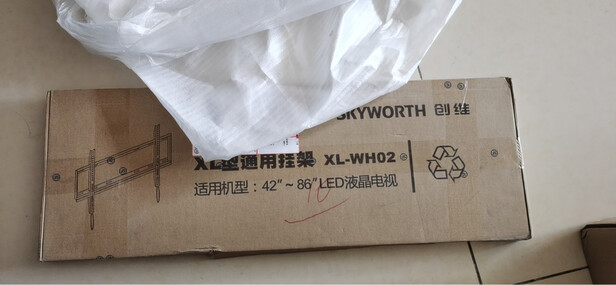 SKYWORTH 创维
XL型通用挂架 XL-WH02
适用机型：42"～86"LED液晶电视